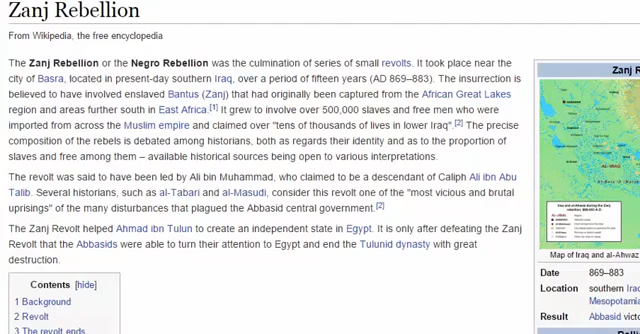 Zanj Rebellion
From Wikipedia, the free encyclopedia
The Zanj Rebellion or the Negro Rebellion was the culmination of series of small revolts. It took place near the
city of Basra, located in present-day southern Iraq, over a period of fifteen years (AD 869–883). The insurrection
is believed to have involved enslaved Bantus (Zanj) that had originally been captured from the African Great Lakes
region and areas further south in East Africa.[1] It grew to involve over 500,000 slaves and free men who were
imported from across the Muslim empire and claimed over "tens of thousands of lives in lower Iraq".[2] The precise
composition of the rebels is debated among historians, both as regards their identity and as to the proportion of
slaves and free among them – available historical sources being open to various interpretations.
The revolt was said to have been led by Ali bin Muhammad, who claimed to be a descendant of Caliph Ali ibn Abu
Talib. Several historians, such as al-Tabari and al-Masudi, consider this revolt one of the "most vicious and brutal
uprisings" of the many disturbances that plagued the Abbasid central government.[2]
The Zanj Revolt helped Ahmad ibn Tulun to create an independent state in Egypt. It is only after defeating the Zanj
Revolt that the Abbasids were able to turn their attention to Egypt and end the Tulunid dynasty with great
destruction.
Contents [hide]
1 Background
2 Revolt
3 The revolt ends
Zanj R
Map of Iraq and al-Ahwaz
Date 869–883
Location southern Iraq
Mesopotamia
Result Abbasid victo